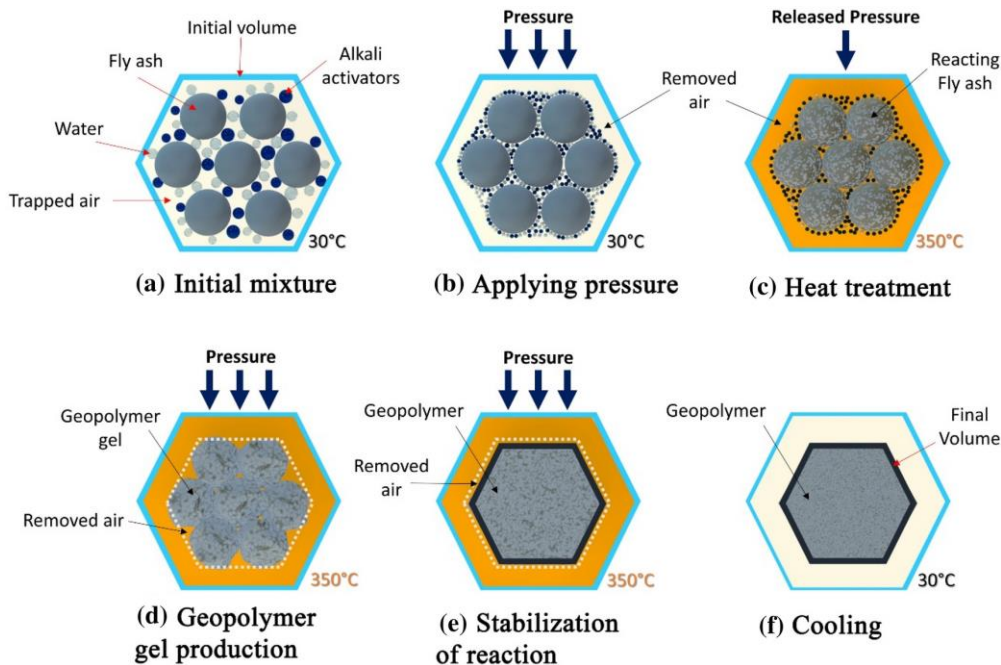 Initial volume
Fly ash
Alkali
activators
Water
Trapped air
30°C
(a) Initial mixture
Pressure
Removed
air
30°C
(b) Applying pressure
Released Pressure
Reacting
Fly ash
350°C
(c) Heat treatment
Pressure
Geopolymer
gel
Removed air
350°C
(d) Geopolymer
gel production
Pressure
Geopolymer
Removed
air
350°C
(e) Stabilization
of reaction
Geopolymer
Final
Volume
30°C
(f) Cooling